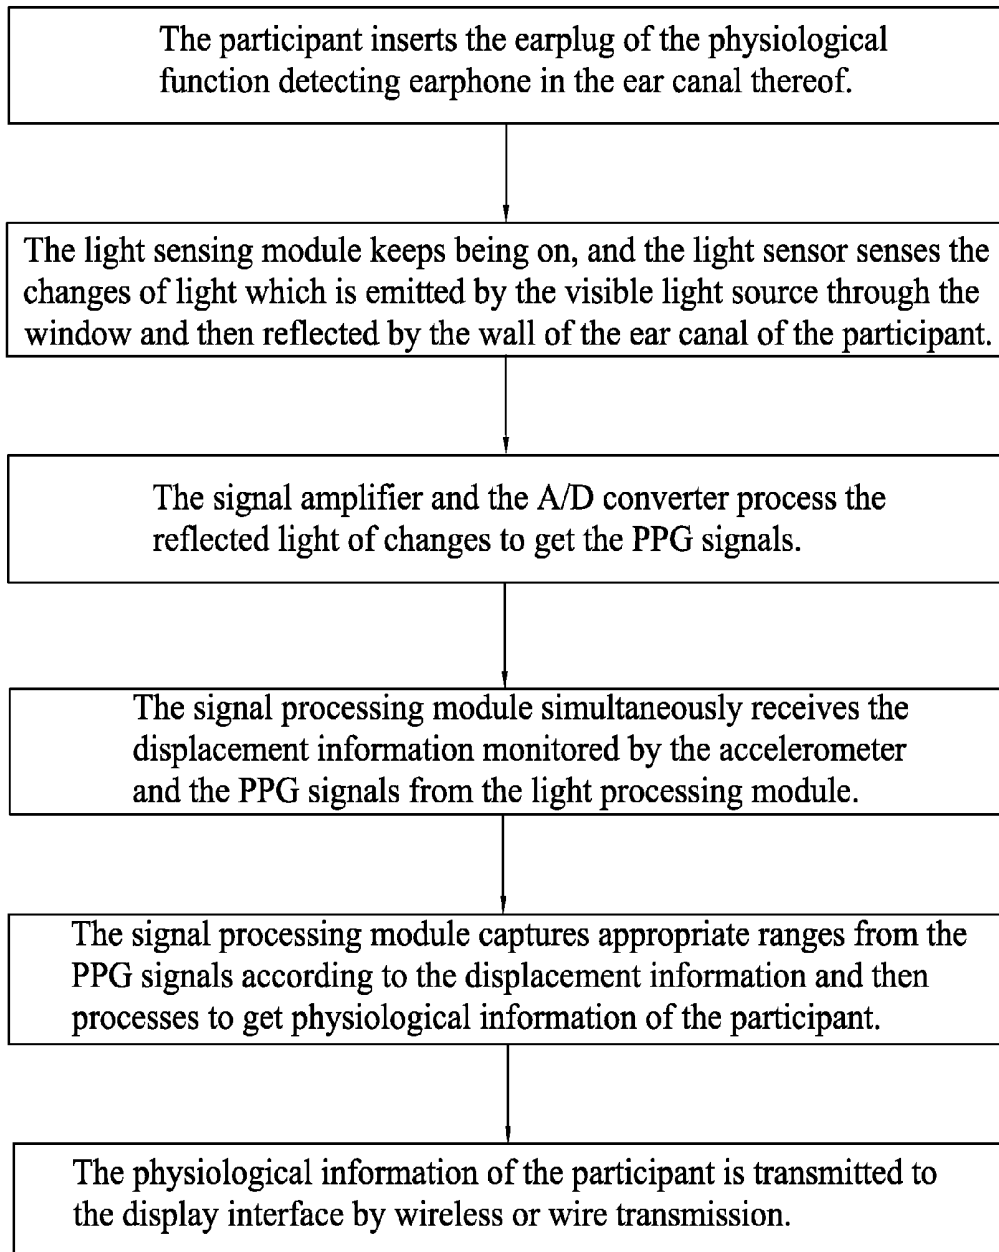 The participant inserts the earplug of the physiological
function detecting earphone in the ear canal thereof.
The light sensing module keeps being on, and the light sensor senses the
changes of light which is emitted by the visible light source through the
window and then reflected by the wall of the ear canal of the participant.
The signal amplifier and the A/D converter process the
reflected light of changes to get the PPG signals.
The signal processing module simultaneously receives the
displacement information monitored by the accelerometer
and the PPG signals from the light processing module.
The signal processing module captures appropriate ranges from the
PPG signals according to the displacement information and then
processes to get physiological information of the participant.
The physiological information of the participant is transmitted to
the display interface by wireless or wire transmission.